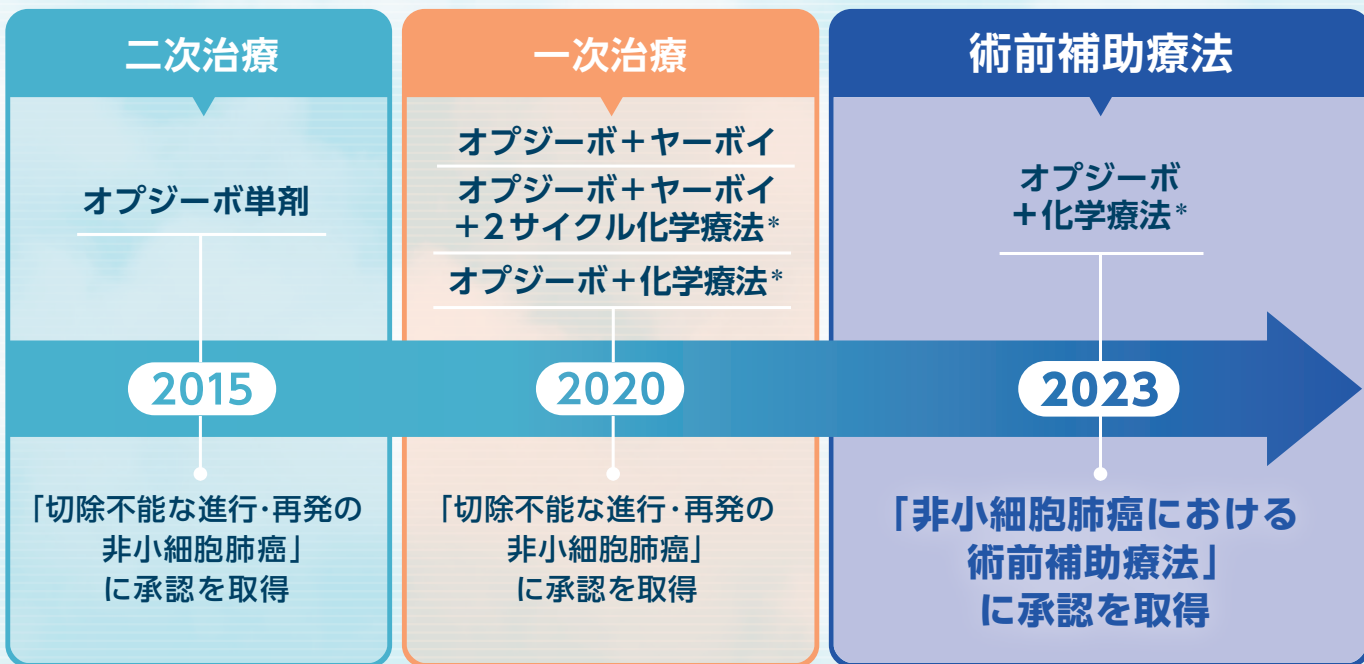 二次治療
オプジーボ単剤
2015
「切除不能な進行･再発の
非小細胞肺癌」
に承認を取得
一次治療
オプジーボ＋ヤーボイ
オプジーボ＋ヤーボイ
＋2サイクル化学療法*
オプジーボ＋化学療法*
2020
「切除不能な進行･再発の
非小細胞肺癌」
に承認を取得
術前補助療法
オプジーボ
＋化学療法*
2023
「非小細胞肺癌における
術前補助療法」
に承認を取得